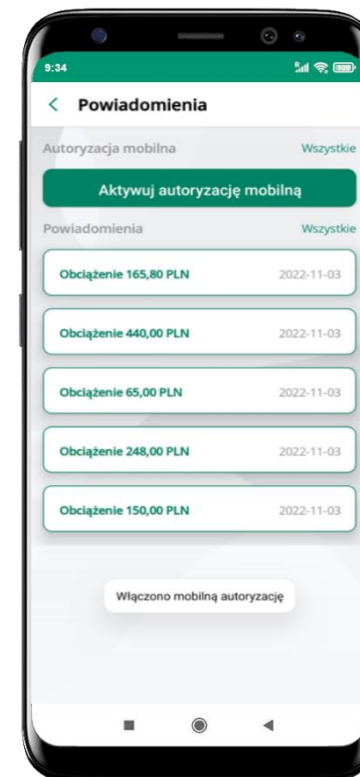 9:34
Powiadomienia
Autoryzacja mobilna Wszystkie
Aktywuj autoryzację mobilną
Powiadomienia Wszystkie
Obciążenie 165,80 PLN 2022-11-03
Obciążenie 440,00 PLN 2022-11-03
Obciążenie 65,00 PLN 2022-11-03
Obciążenie 248,00 PLN 2022-11-03
Obciążenie 150,00 PLN 2022-11-03
Włączono mobilną autoryzację